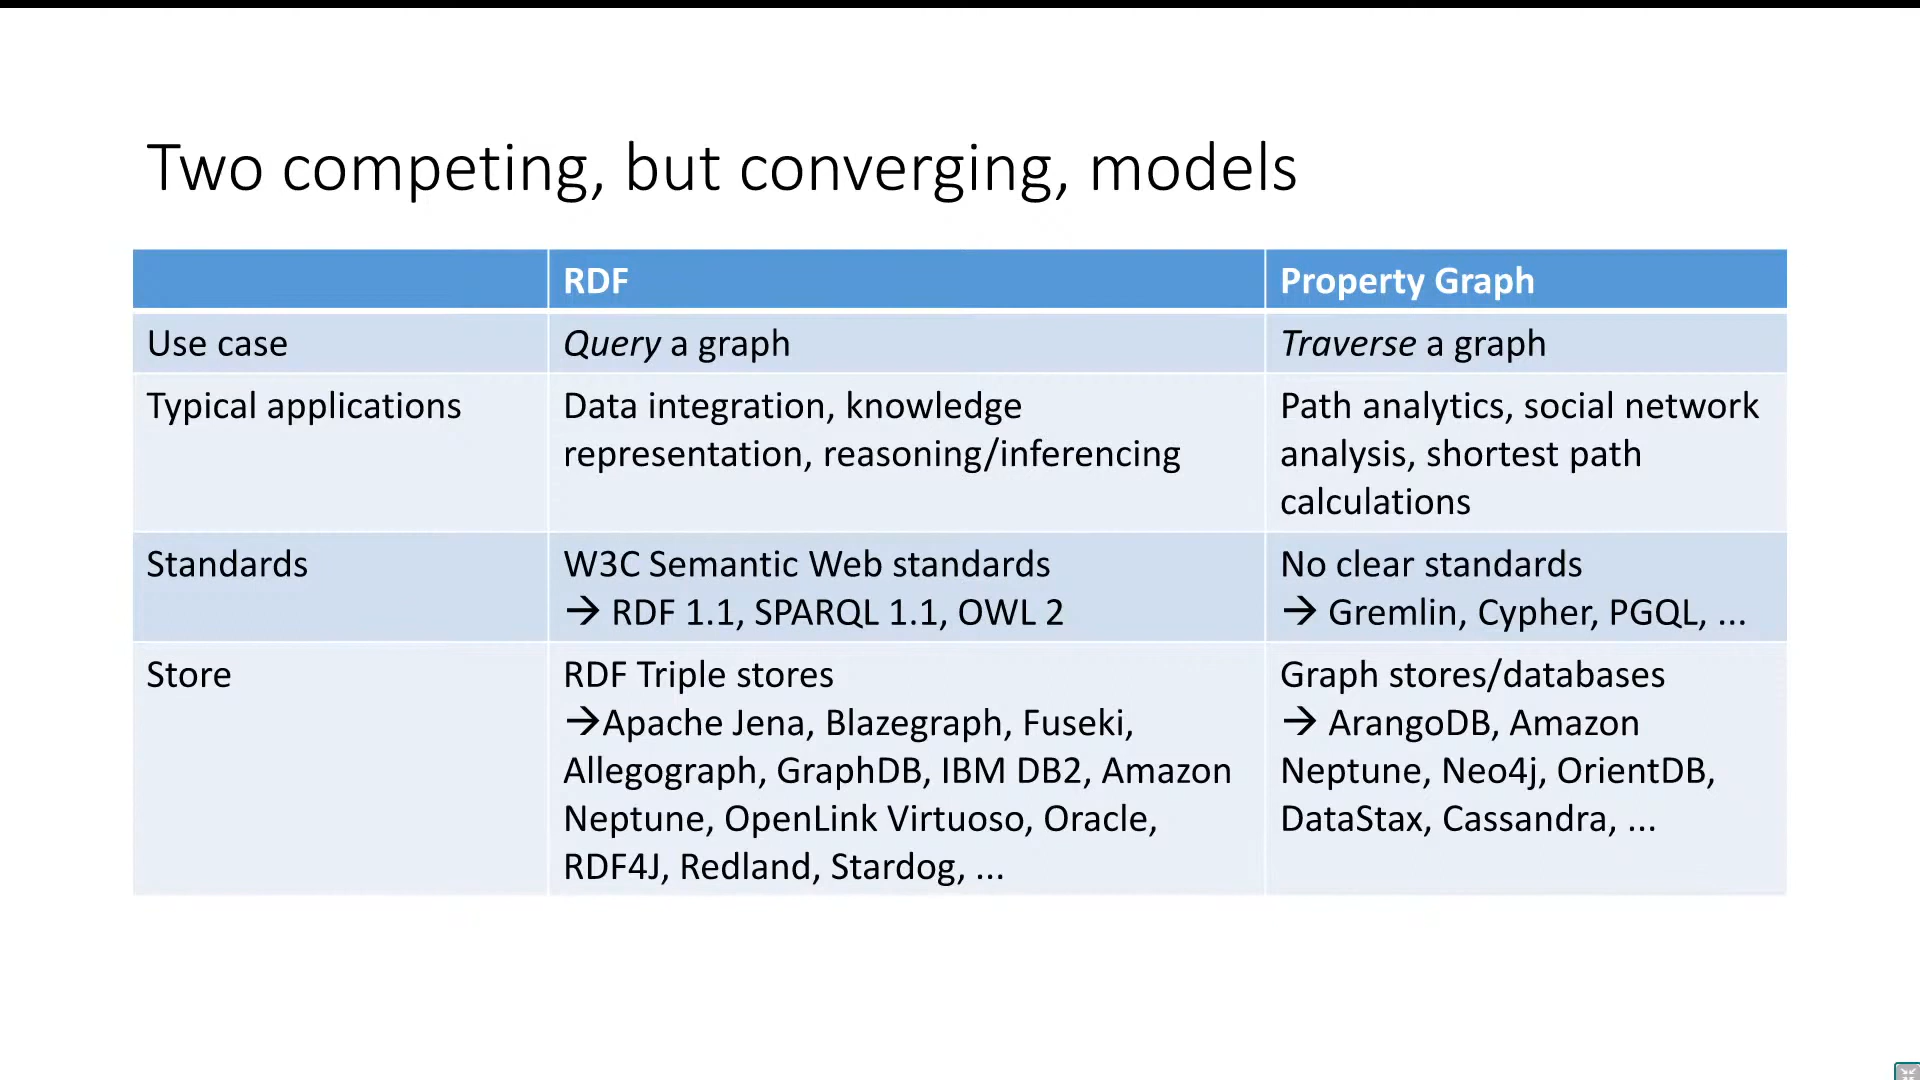 Two competing, but converging, models
RDF
Property Graph
Use case
Query a graph
Traverse a graph
Typical applications
Data integration, knowledge
representation, reasoning/inferencing
Path analytics, social network
analysis, shortest path
calculations
Standards
W3C Semantic Web standards
→ RDF 1.1, SPARQL 1.1, OWL 2
No clear standards
→ Gremlin, Cypher, PGQL, ...
Store
RDF Triple stores
→Apache Jena, Blazegraph, Fuseki,
Allegograph, GraphDB, IBM DB2, Amazon
Neptune, OpenLink Virtuoso, Oracle,
RDF4J, Redland, Stardog, ...
Graph stores/databases
→ ArangoDB, Amazon
Neptune, Neo4j, OrientDB,
DataStax, Cassandra, ...